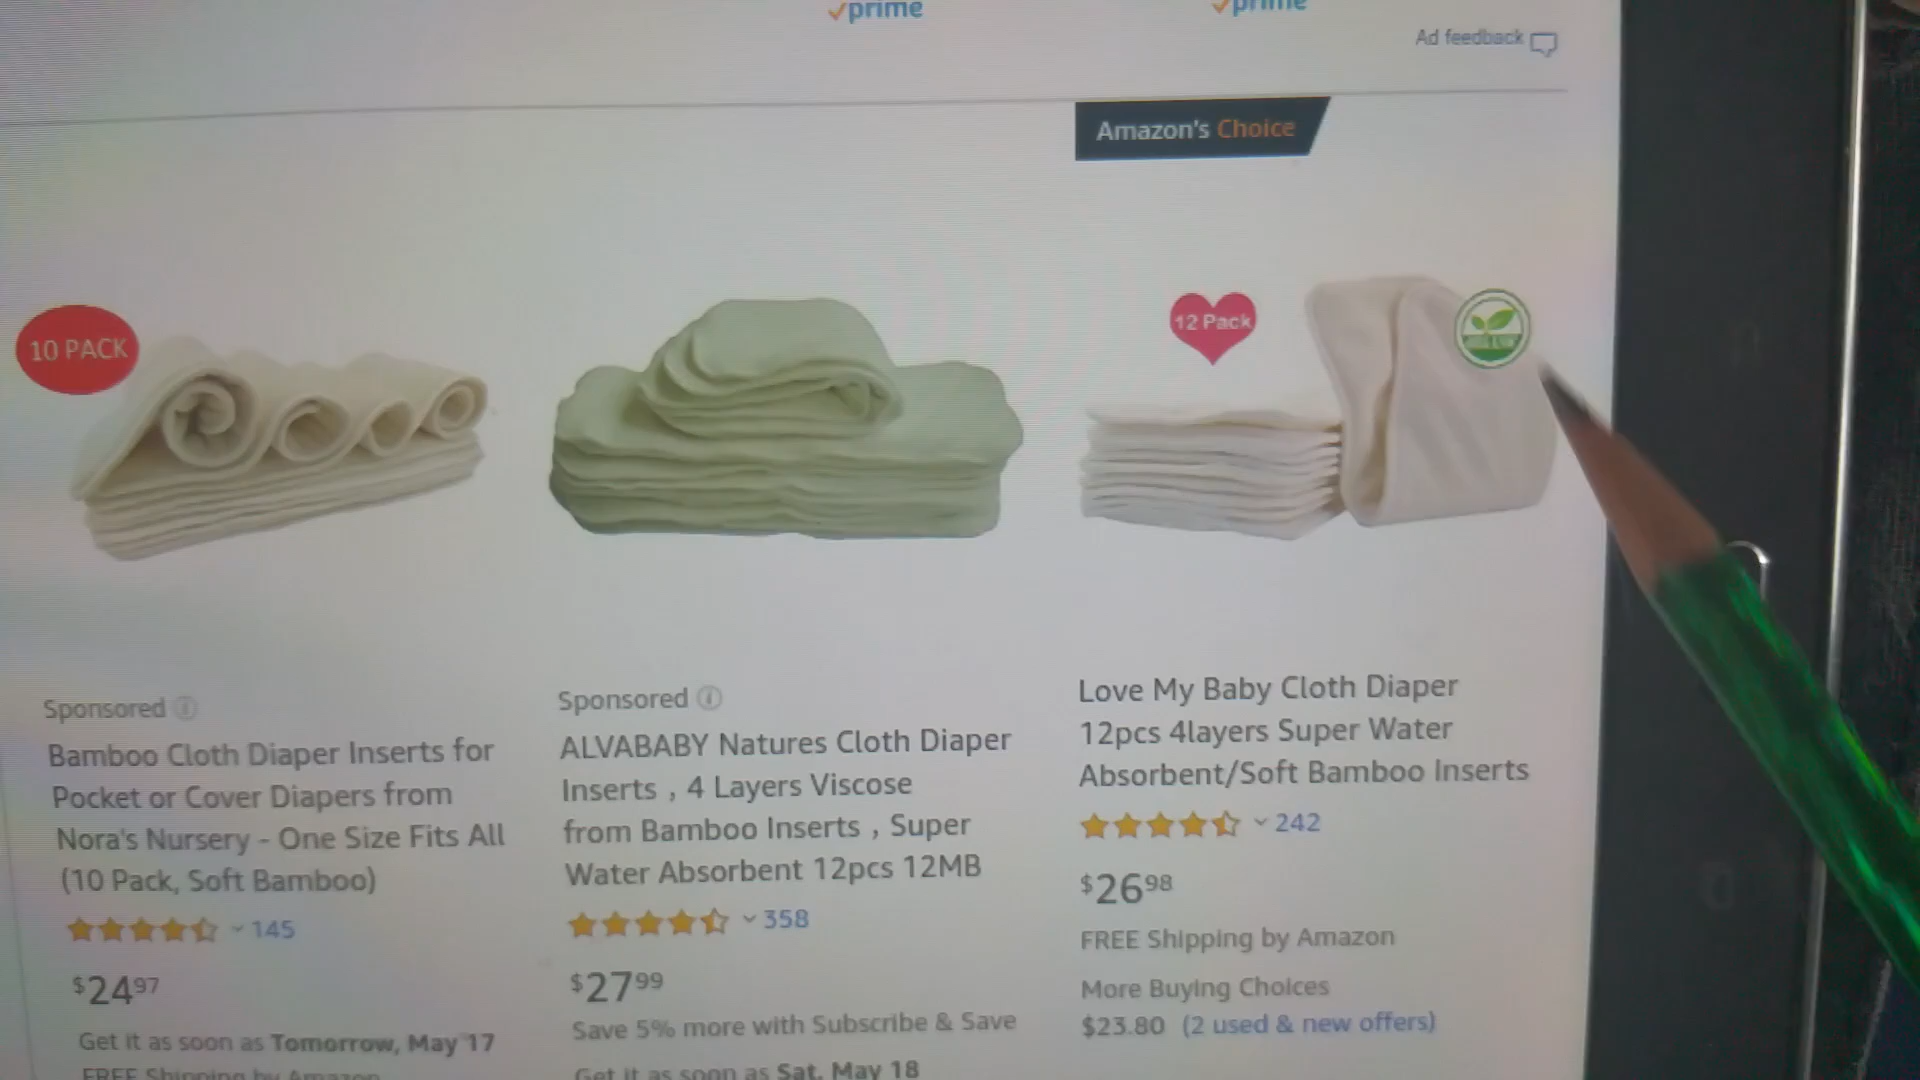 prime
prime
Ad feedback
Amazon's Choice
10 PACK
12 Pack
Sponsored
Bamboo Cloth Diaper Inserts for
Pocket or Cover Diapers from
Nora's Nursery - One Size Fits All
(10 Pack, Soft Bamboo)
145
$24 97
Get it as soon as Tomorrow, May 17
FREE Shipping by Amazon
Sponsored
ALVABABY Natures Cloth Diaper
Inserts , 4 Layers Viscose
from Bamboo Inserts , Super
Water Absorbent 12pcs 12MB
358
$27 99
Save 5% more with Subscribe & Save
Get it as soon as Sat, May 18
Love My Baby Cloth Diaper
12pcs 4layers Super Water
Absorbent/Soft Bamboo Inserts
242
$26 98
FREE Shipping by Amazon
More Buying Choices
$23.80 (2 used & new offers)